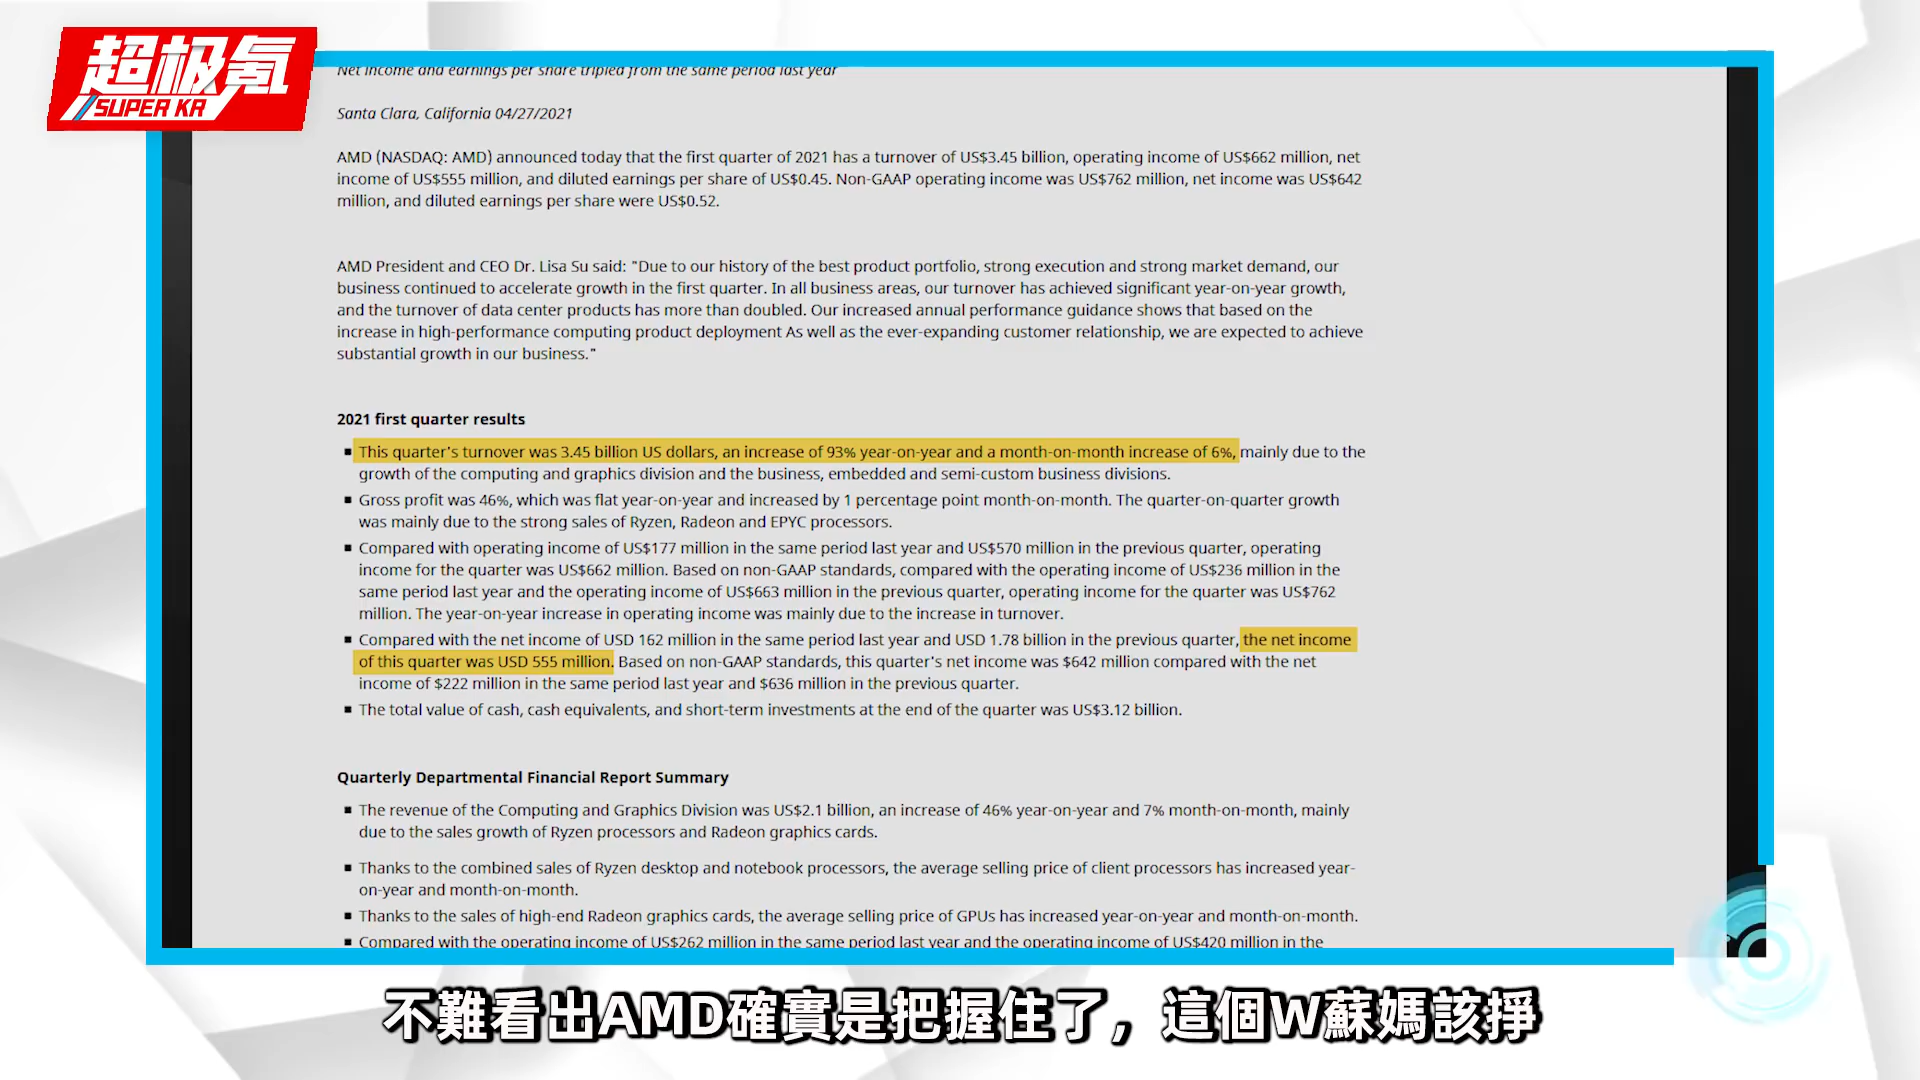 超极氪
SUPER KR
Net income and earnings per share tripled from the same period last year
Santa Clara, California 04/27/2021
AMD (NASDAQ: AMD) announced today that the first quarter of 2021 has a turnover of US$3.45 billion, operating income of US$662 million, net
income of US$555 million, and diluted earnings per share of US$0.45. Non-GAAP operating income was US$762 million, net income was US$642
million, and diluted earnings per share were US$0.52.
AMD President and CEO Dr. Lisa Su said: "Due to our history of the best product portfolio, strong execution and strong market demand, our
business continued to accelerate growth in the first quarter. In all business areas, our turnover has achieved significant year-on-year growth,
and the turnover of data center products has more than doubled. Our increased annual performance guidance shows that based on the
increase in high-performance computing product deployment As well as the ever-expanding customer relationship, we are expected to achieve
substantial growth in our business."
2021 first quarter results
▪ This quarter's turnover was 3.45 billion US dollars, an increase of 93% year-on-year and a month-on-month increase of 6%, mainly due to the
growth of the computing and graphics division and the business, embedded and semi-custom business divisions.
▪ Gross profit was 46%, which was flat year-on-year and increased by 1 percentage point month-on-month. The quarter-on-quarter growth
was mainly due to the strong sales of Ryzen, Radeon and EPYC processors.
▪ Compared with operating income of US$177 million in the same period last year and US$570 million in the previous quarter, operating
income for the quarter was US$662 million. Based on non-GAAP standards, compared with the operating income of US$236 million in the
same period last year and the operating income of US$663 million in the previous quarter, operating income for the quarter was US$762
million. The year-on-year increase in operating income was mainly due to the increase in turnover.
▪ Compared with the net income of USD 162 million in the same period last year and USD 1.78 billion in the previous quarter, the net income
of this quarter was USD 555 million. Based on non-GAAP standards, this quarter's net income was $642 million compared with the net
income of $222 million in the same period last year and $636 million in the previous quarter.
▪ The total value of cash, cash equivalents, and short-term investments at the end of the quarter was US$3.12 billion.
Quarterly Departmental Financial Report Summary
▪ The revenue of the Computing and Graphics Division was US$2.1 billion, an increase of 46% year-on-year and 7% month-on-month, mainly
due to the sales growth of Ryzen processors and Radeon graphics cards.
▪ Thanks to the combined sales of Ryzen desktop and notebook processors, the average selling price of client processors has increased year-
on-year and month-on-month.
▪ Thanks to the sales of high-end Radeon graphics cards, the average selling price of GPUs has increased year-on-year and month-on-month.
▪ Compared with the operating income of US$262 million in the same period last year and the operating income of US$420 million in the
不難看出AMD確實是把握住了，這個W蘇媽該掙